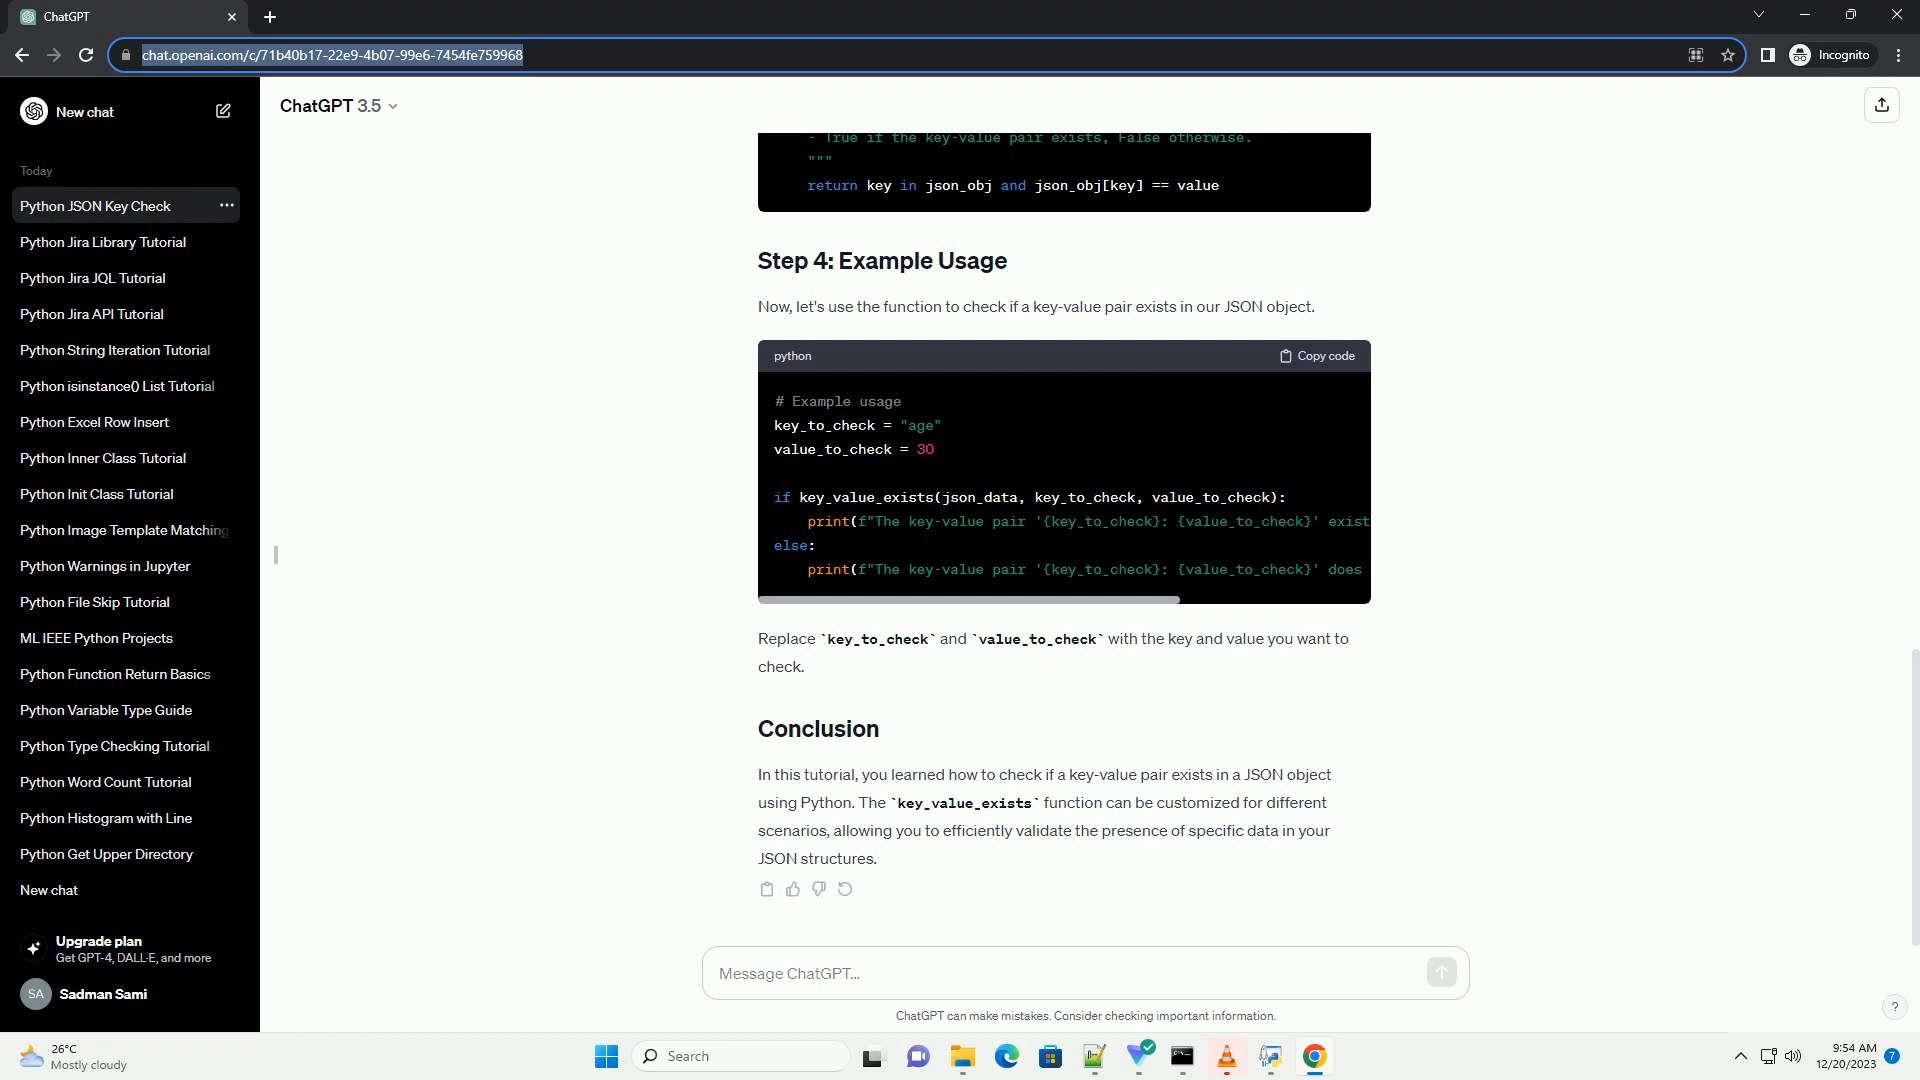 ChatGPT
chat.openai.com/c/71b40b17-22e9-4b07-99e6-7454fe759968
Incognito
New chat
Today
Python JSON Key Check
Python Jira Library Tutorial
Python Jira JQL Tutorial
Python Jira API Tutorial
Python String Iteration Tutorial
Python isinstance() List Tutorial
Python Excel Row Insert
Python Inner Class Tutorial
Python Init Class Tutorial
Python Image Template Matching
Python Warnings in Jupyter
Python File Skip Tutorial
ML IEEE Python Projects
Python Function Return Basics
Python Variable Type Guide
Python Type Checking Tutorial
Python Word Count Tutorial
Python Histogram with Line
Python Get Upper Directory
New chat
Upgrade plan
Get GPT-4, DALL·E, and more
SA Sadman Sami
ChatGPT 3.5
- True if the key-value pair exists, False otherwise.
"""
return key in json_obj and json_obj[key] == value
Step 4: Example Usage
Now, let's use the function to check if a key-value pair exists in our JSON object.
python Copy code
# Example usage
key_to_check = "age"
value_to_check = 30
if key_value_exists(json_data, key_to_check, value_to_check):
print(f"The key-value pair '{key_to_check}: {value_to_check}' exist
else:
print(f"The key-value pair '{key_to_check}: {value_to_check}' does
Replace `key_to_check` and `value_to_check` with the key and value you want to
check.
Conclusion
In this tutorial, you learned how to check if a key-value pair exists in a JSON object
using Python. The `key_value_exists` function can be customized for different
scenarios, allowing you to efficiently validate the presence of specific data in your
JSON structures.
Message ChatGPT...
ChatGPT can make mistakes. Consider checking important information.
?
26°C
Mostly cloudy
Search
9:54 AM
12/20/2023
7